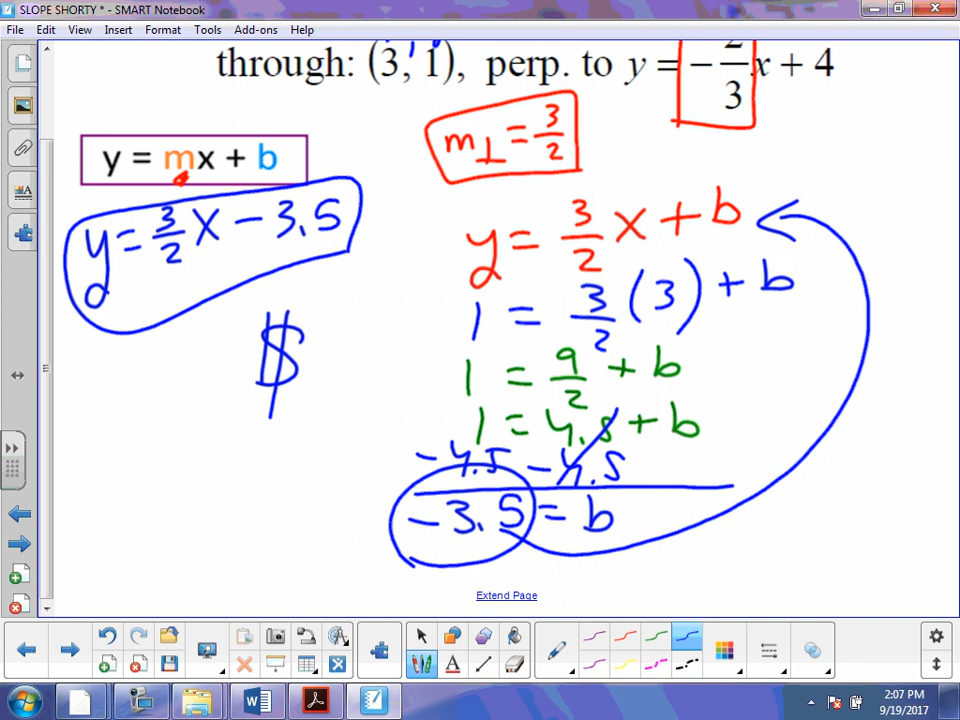 SLOPE SHORTY * - SMART Notebook
File Edit View Insert Format Tools Add-ons Help
through: (3, 1), perp. to y = -2/3x + 4
m⊥ = 3/2
y = mx + b
y = 3/2 x - 3.5
$
y = 3/2 x + b
1 = 3/2 (3) + b
1 = 9/2 + b
1 = 4.5 + b
-4.5 -4.5
-3.5 = b
Extend Page
2:07 PM
9/19/2017